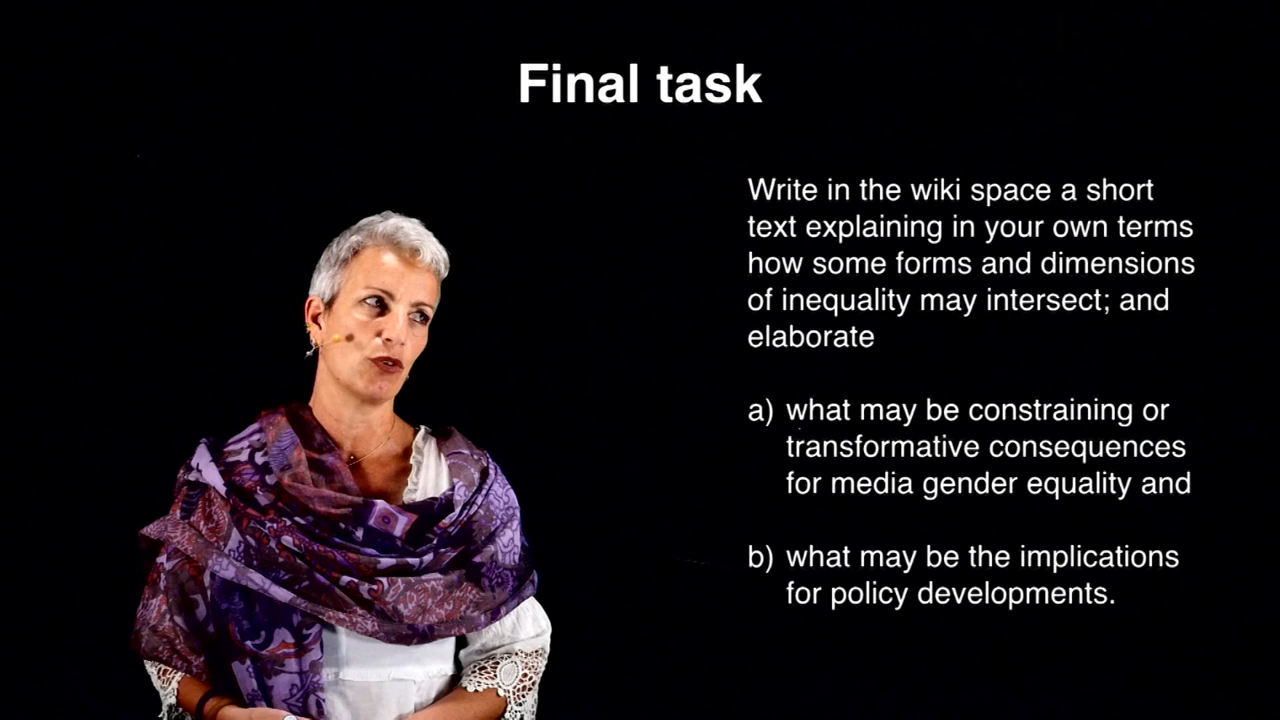 Final task
Write in the wiki space a short
text explaining in your own terms
how some forms and dimensions
of inequality may intersect; and
elaborate
a) what may be constraining or
transformative consequences
for media gender equality and
b) what may be the implications
for policy developments.